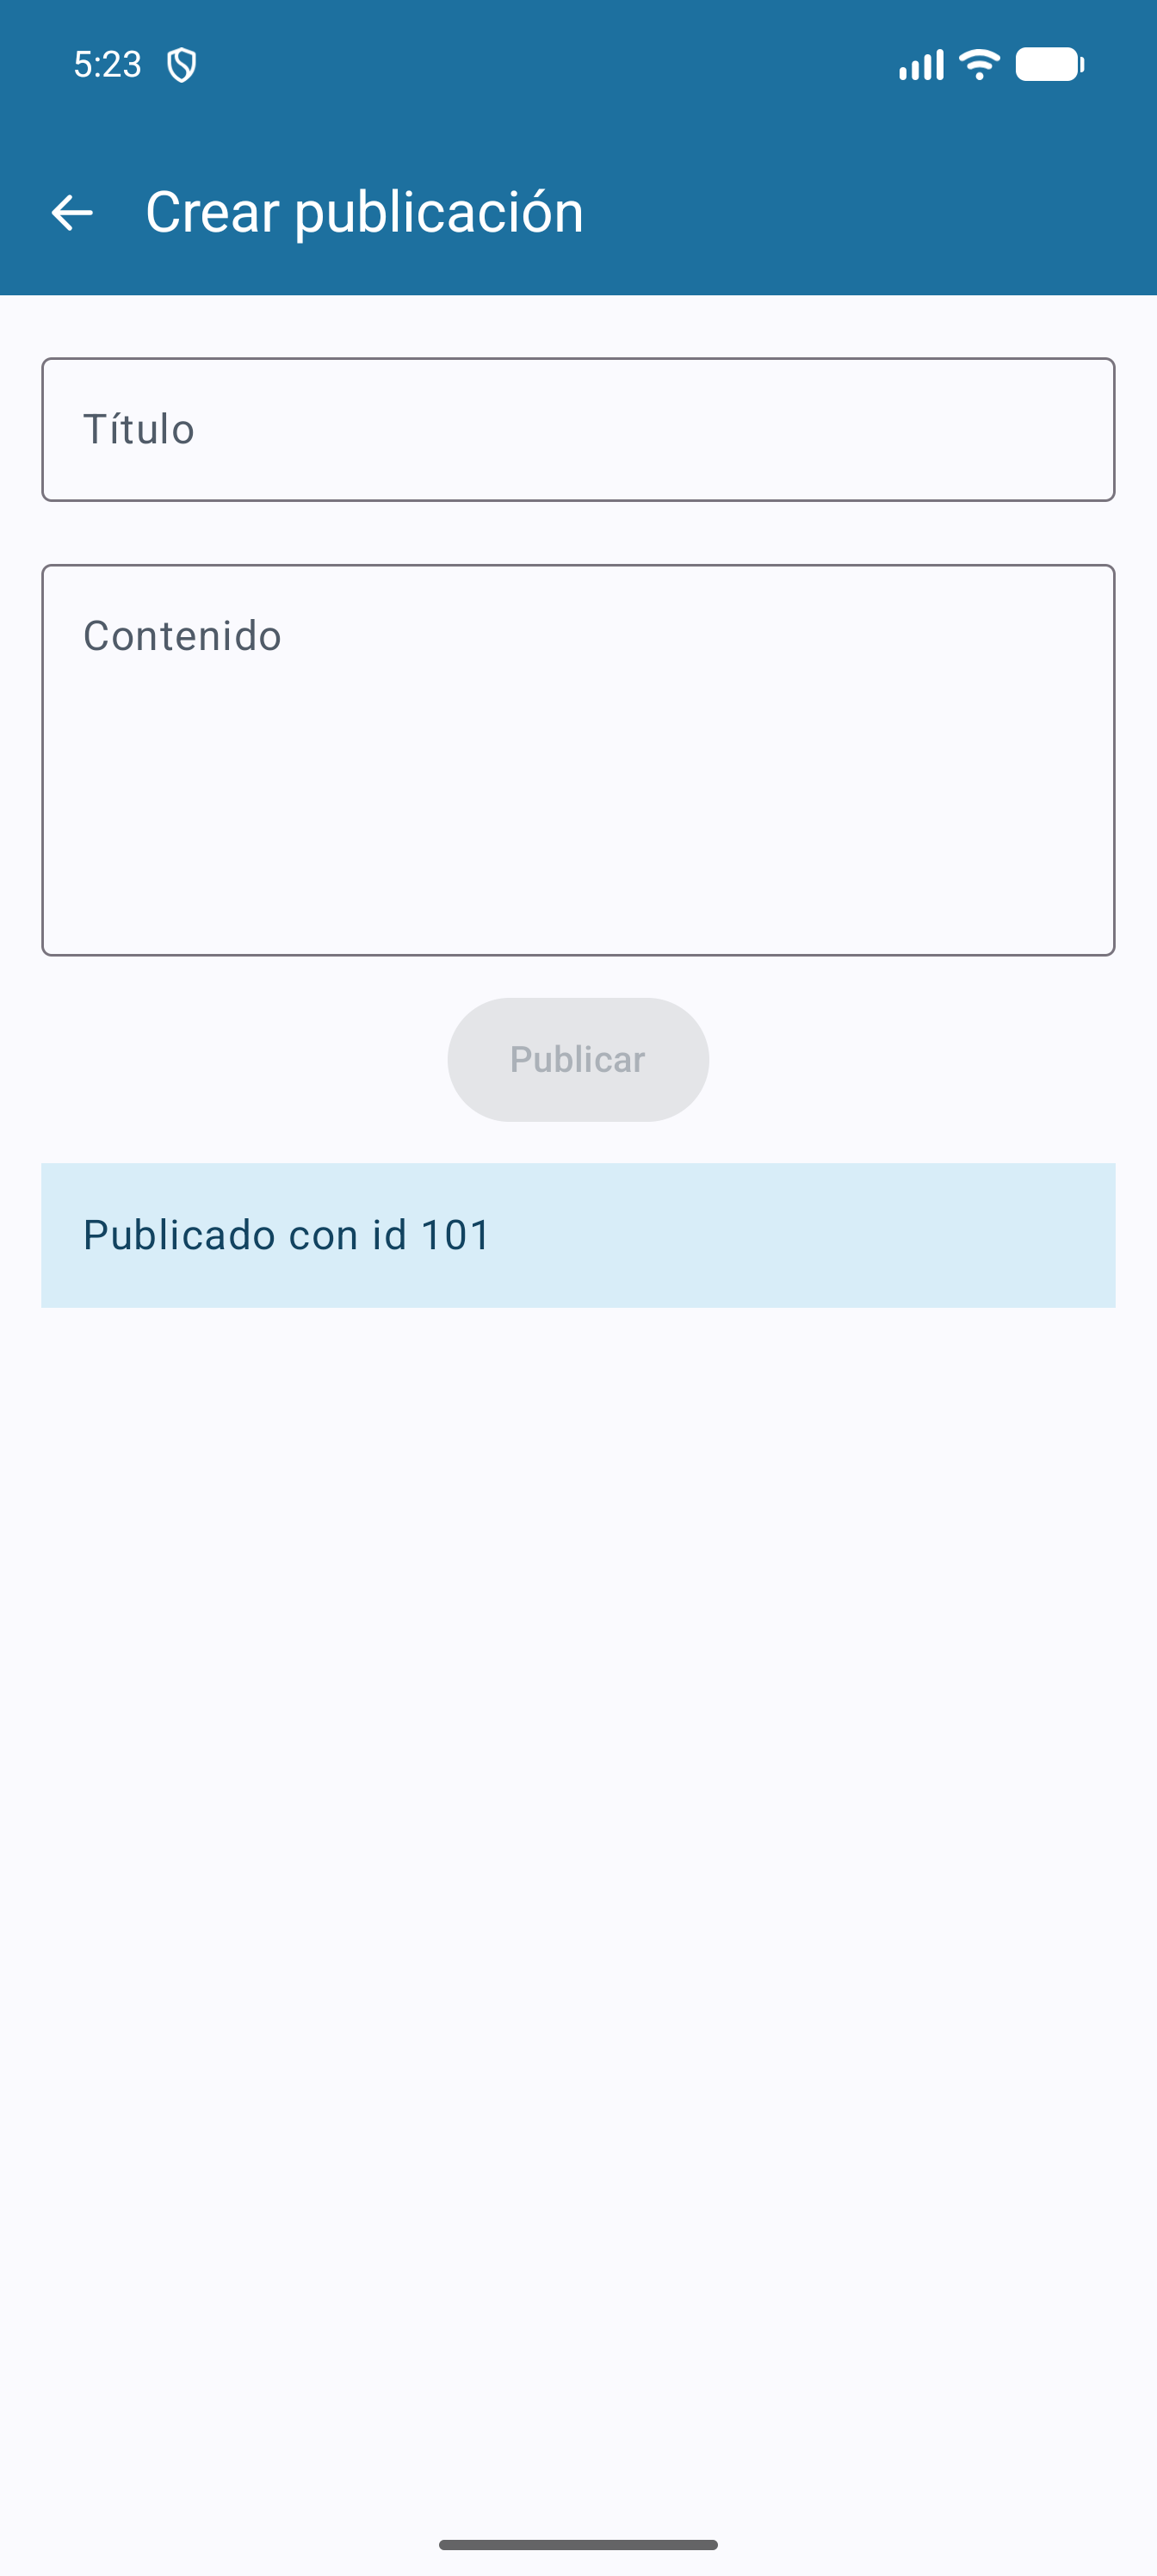 5:23
Crear publicación
Título
Contenido
Publicar
Publicado con id 101